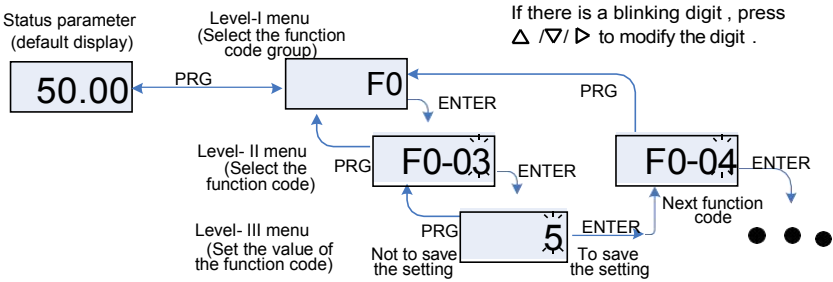 Status parameter
(default display)
50.00
PRG
Level-I menu
(Select the function
code group)
F0
ENTER
If there is a blinking digit , press
△ /▽/ ▷ to modify the digit .
PRG
Level- II menu
(Select the
function code)
PRG
F0-03
ENTER
F0-04
ENTER
Next function
code
Level- III menu
(Set the value of
the function code)
PRG
Not to save
the setting
5
ENTER
To save
the setting